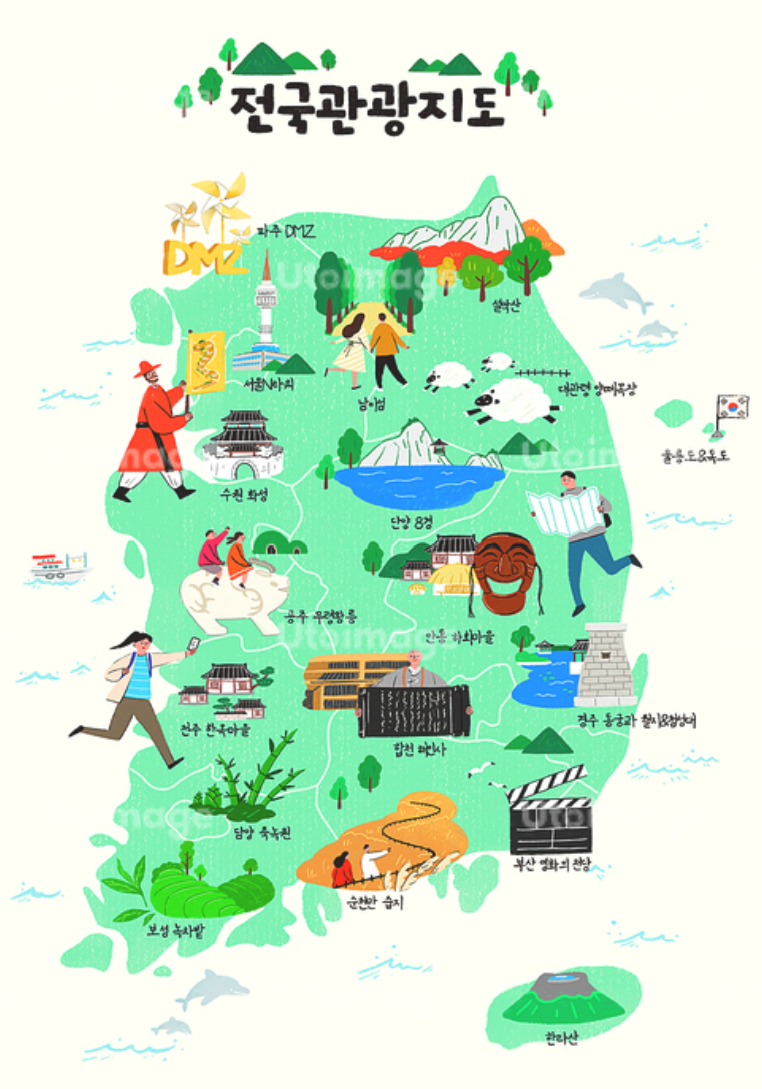 전국관광지도
DMZ
파주 DMZ
설악산
서울N타워
남이섬
대관령 양떼목장
울릉도&독도
수원 화성
단양 8경
공주 무령왕릉
안동 하회마을
전주 한옥마을
합천 해인사
경주 동궁과 월지&첨성대
담양 죽녹원
부산 영화의 전당
순천만 습지
보성 녹차밭
한라산
Utoimage